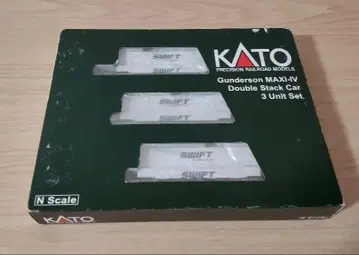 KATO
PRECISION RAILROAD MODELS
Gunderson MAXI-IV
Double Stack Car
3 Unit Set
SWIFT
SWIFT
SWIFT
SWIFT
SWIFT
SWIFT
N Scale
KATO
KATO